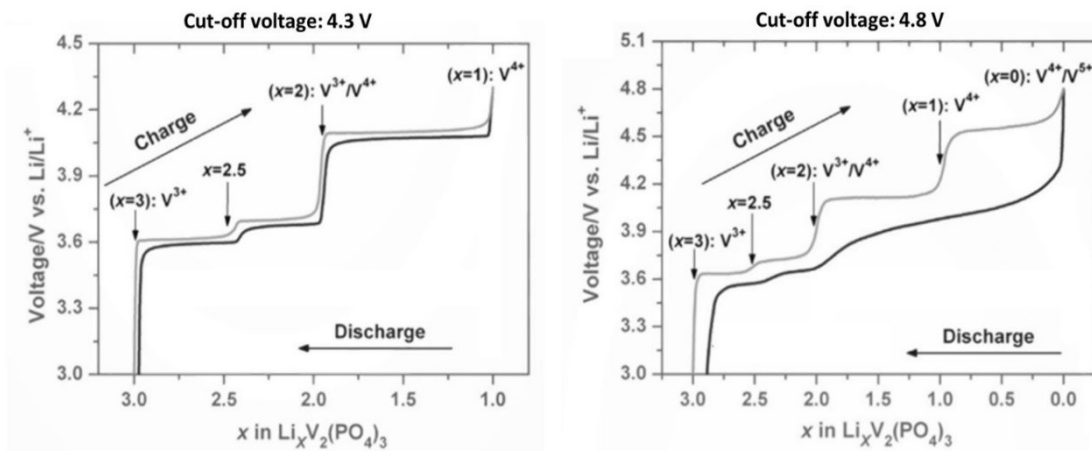 Cut-off voltage: 4.3 V
4.5
4.2
3.9
3.6
3.3
3.0
Voltage/V vs. Li/Li⁺
(x=1): V⁴⁺
(x=2): V³⁺/V⁴⁺
Charge
x=2.5
(x=3): V³⁺
Discharge
3.0 2.5 2.0 1.5 1.0
x in LiₓV₂(PO₄)₃
Cut-off voltage: 4.8 V
5.1
4.8
4.5
4.2
3.9
3.6
3.3
3.0
Voltage/V vs. Li/Li⁺
(x=0): V⁴⁺/V⁵⁺
(x=1): V⁴⁺
Charge
(x=2): V³⁺/V⁴⁺
x=2.5
(x=3): V³⁺
Discharge
3.0 2.5 2.0 1.5 1.0 0.5 0.0
x in LiₓV₂(PO₄)₃